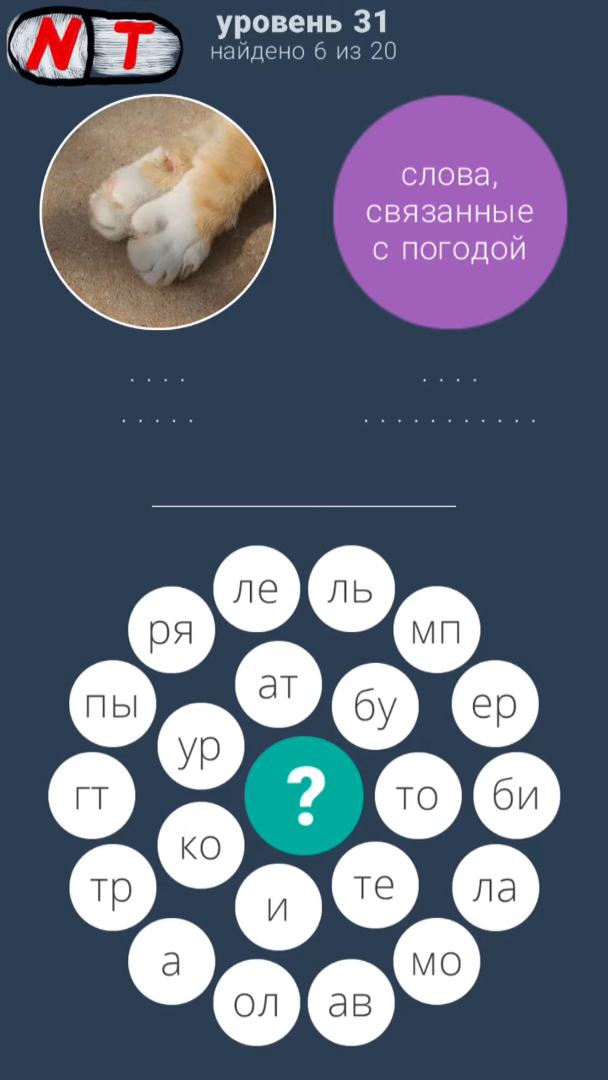 NT
уровень 31
найдено 6 из 20
слова,
связанные
с погодой
. . . .
. . . .
. . . . .
. . . . . . . . . . .
ле
ль
ря
мп
ат
пы
бу
ер
ур
гт
?
то
би
ко
тр
и
те
ла
а
мо
ол
ав